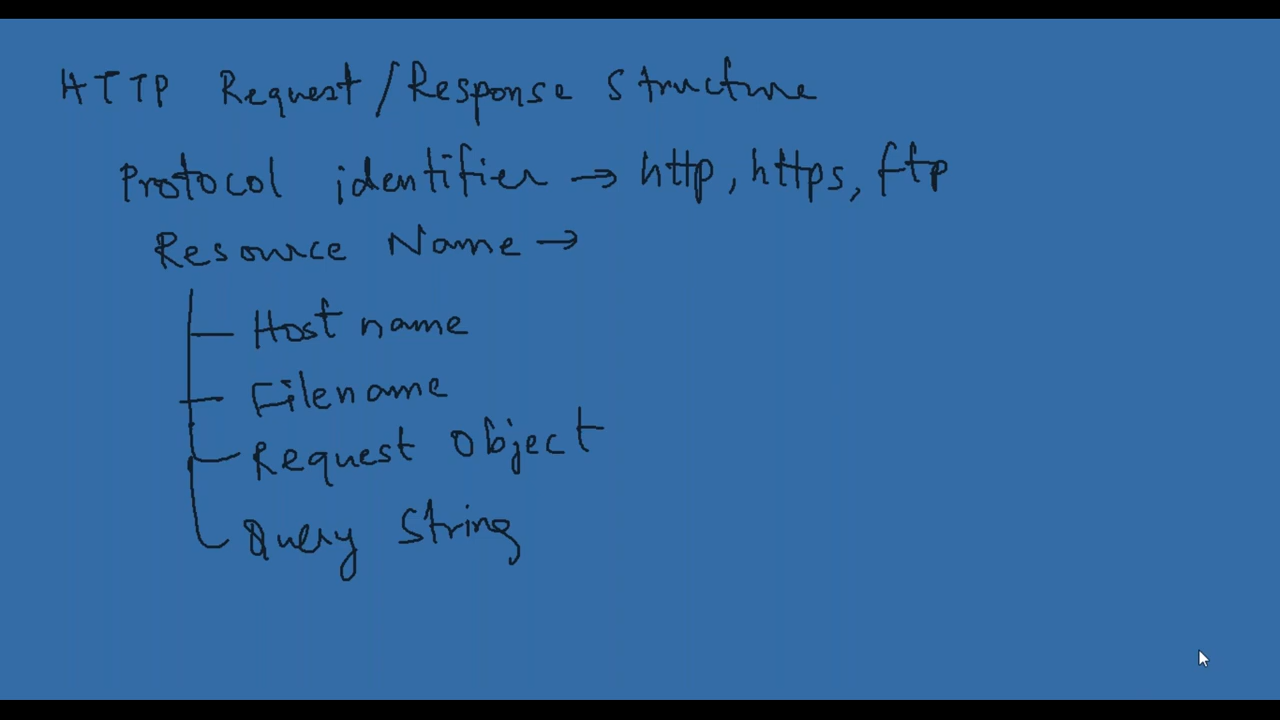 HTTP Request/Response Structure
Protocol identifier → http, https, ftp
Resource Name →
Host name
Filename
Request Object
Query String